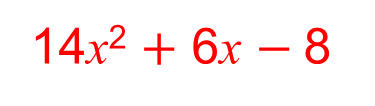 14x² + 6x − 8